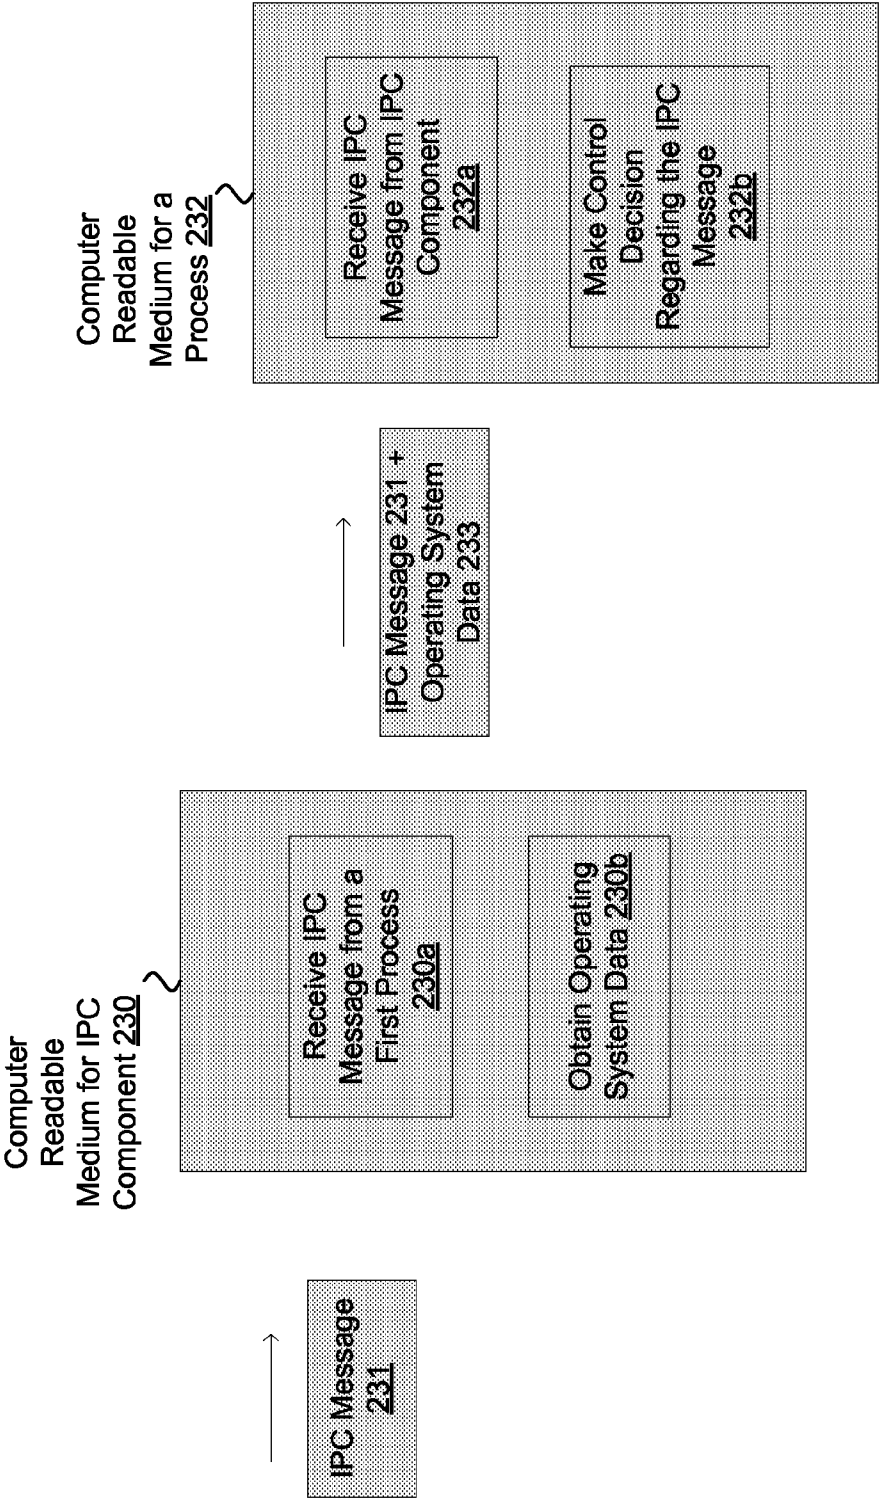 IPC Message
231
Computer
Readable
Medium for IPC
Component 230
Receive IPC
Message from a
First Process
230a
Obtain Operating
System Data 230b
IPC Message 231 +
Operating System
Data 233
Computer
Readable
Medium for a
Process 232
Receive IPC
Message from IPC
Component
232a
Make Control
Decision
Regarding the IPC
Message
232b